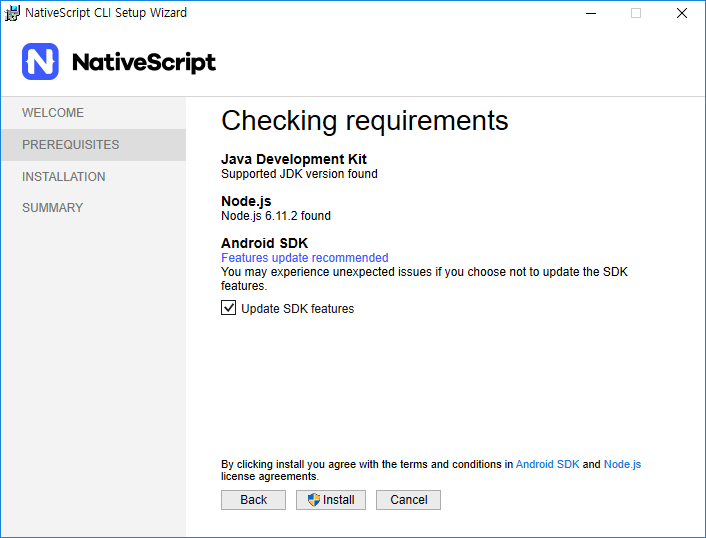 NativeScript CLI Setup Wizard
NativeScript
WELCOME
PREREQUISITES
INSTALLATION
SUMMARY
Checking requirements
Java Development Kit
Supported JDK version found
Node.js
Node.js 6.11.2 found
Android SDK
Features update recommended
You may experience unexpected issues if you choose not to update the SDK
features.
Update SDK features
By clicking install you agree with the terms and conditions in Android SDK and Node.js
license agreements.
Back
Install
Cancel